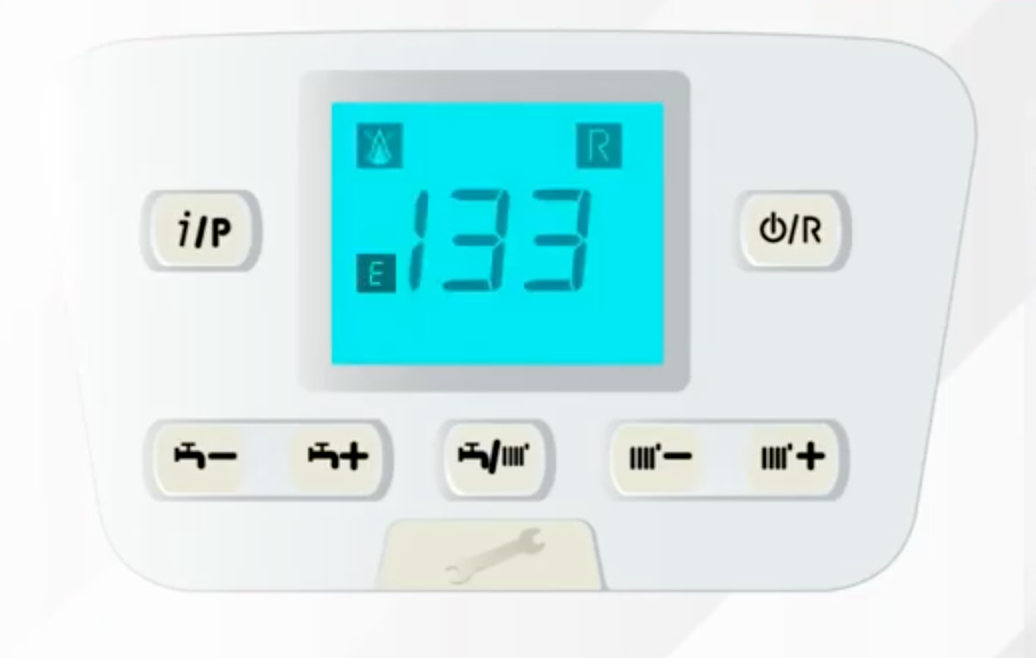 R
i/P
133
⏻/R
E
− + / − +